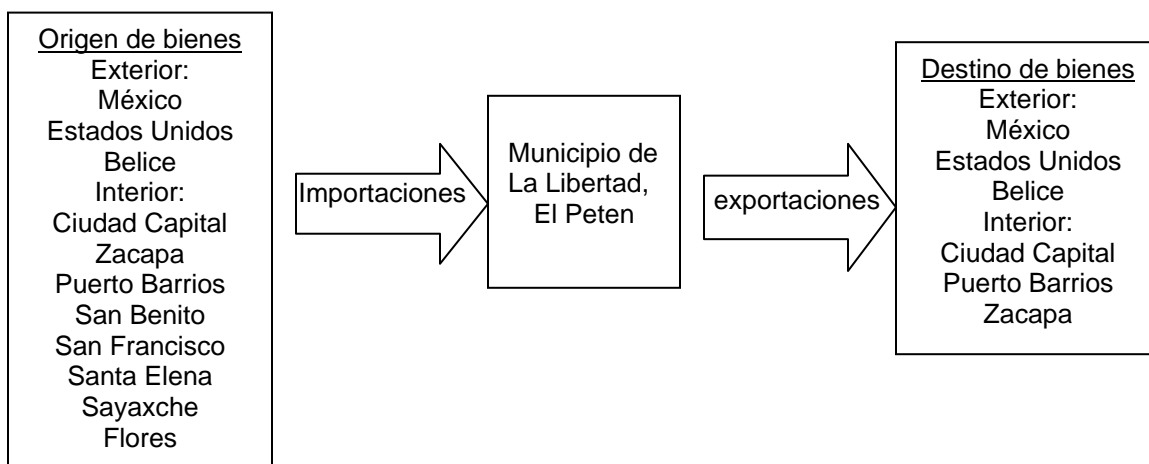 Origen de bienes
Exterior:
México
Estados Unidos
Belice
Interior:
Ciudad Capital
Zacapa
Puerto Barrios
San Benito
San Francisco
Santa Elena
Sayaxche
Flores
Importaciones
Municipio de
La Libertad,
El Peten
exportaciones
Destino de bienes
Exterior:
México
Estados Unidos
Belice
Interior:
Ciudad Capital
Puerto Barrios
Zacapa